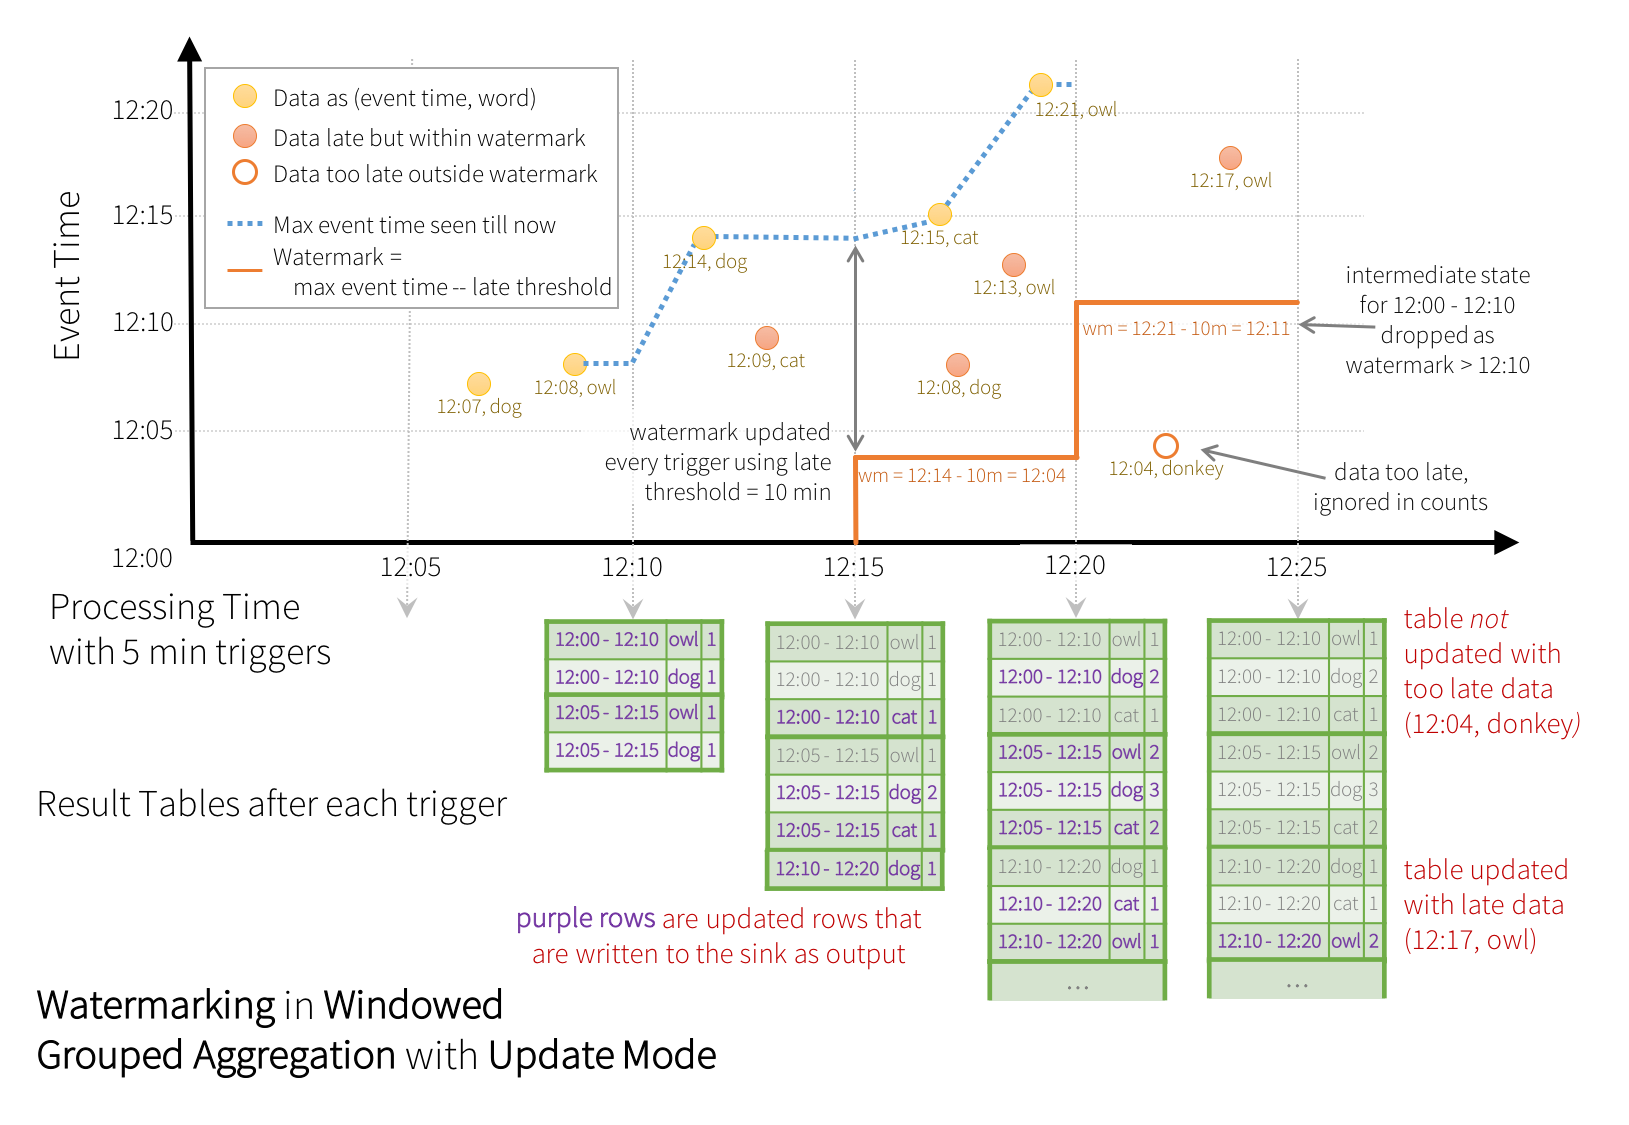 Data as (event time, word)
Data late but within watermark
Data too late outside watermark
Max event time seen till now
Watermark =
max event time -- late threshold
Event Time
12:20
12:15
12:10
12:05
12:00
12:21, owl
12:17, owl
12:15, cat
12:14, dog
12:13, owl
12:09, cat
12:08, dog
12:08, owl
12:07, dog
12:04, donkey
wm = 12:21 - 10m = 12:11
wm = 12:14 - 10m = 12:04
watermark updated
every trigger using late
threshold = 10 min
intermediate state
for 12:00 - 12:10
dropped as
watermark > 12:10
data too late,
ignored in counts
12:05
12:10
12:15
12:20
12:25
Processing Time
with 5 min triggers
12:00 - 12:10 owl 1
12:00 - 12:10 dog 1
12:05 - 12:15 owl 1
12:05 - 12:15 dog 1
12:00 - 12:10 owl 1
12:00 - 12:10 dog 1
12:00 - 12:10 cat 1
12:05 - 12:15 owl 1
12:05 - 12:15 dog 2
12:05 - 12:15 cat 1
12:10 - 12:20 dog 1
12:00 - 12:10 owl 1
12:00 - 12:10 dog 2
12:00 - 12:10 cat 1
12:05 - 12:15 owl 2
12:05 - 12:15 dog 3
12:05 - 12:15 cat 2
12:10 - 12:20 dog 1
12:10 - 12:20 cat 1
12:10 - 12:20 owl 1
...
12:00 - 12:10 owl 1
12:00 - 12:10 dog 2
12:00 - 12:10 cat 1
12:05 - 12:15 owl 2
12:05 - 12:15 dog 3
12:05 - 12:15 cat 2
12:10 - 12:20 dog 1
12:10 - 12:20 cat 1
12:10 - 12:20 owl 2
...
table not
updated with
too late data
(12:04, donkey)
table updated
with late data
(12:17, owl)
Result Tables after each trigger
purple rows are updated rows that
are written to the sink as output
Watermarking in Windowed
Grouped Aggregation with Update Mode